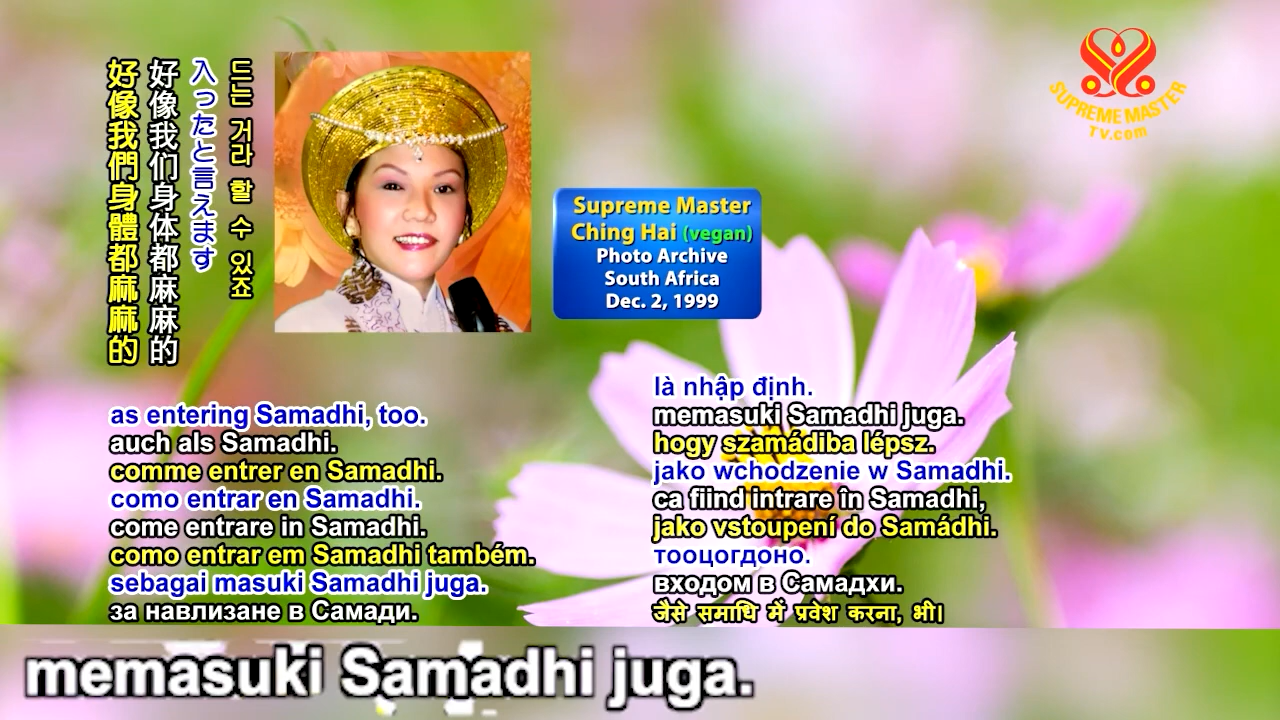 好像我們身體都麻麻的
好像我们身体都麻麻的
入ったと言えます
드는 거라 할 수 있죠
SUPREME MASTER
TV.com
Supreme Master
Ching Hai (vegan)
Photo Archive
South Africa
Dec. 2, 1999
as entering Samadhi, too.
auch als Samadhi.
comme entrer en Samadhi.
como entrar en Samadhi.
come entrare in Samadhi.
como entrar em Samadhi também.
sebagai masuki Samadhi juga.
за навлизане в Самади.
là nhập định.
memasuki Samadhi juga.
hogy szamádiba lépsz.
jako wchodzenie w Samadhi.
ca fiind intrare în Samadhi,
jako vstoupení do Samádhi.
тооцогдоно.
входом в Самадхи.
जैसे समाधि में प्रवेश करना, भी।
memasuki Samadhi juga.